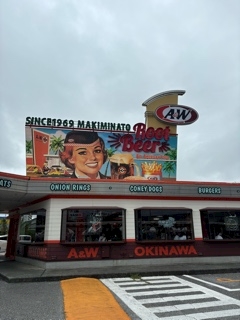 SINCE1969 MAKIMINATO
A&W
Root
Beer
ONION RINGS
CONEY DOGS
BURGERS
A&W
OKINAWA